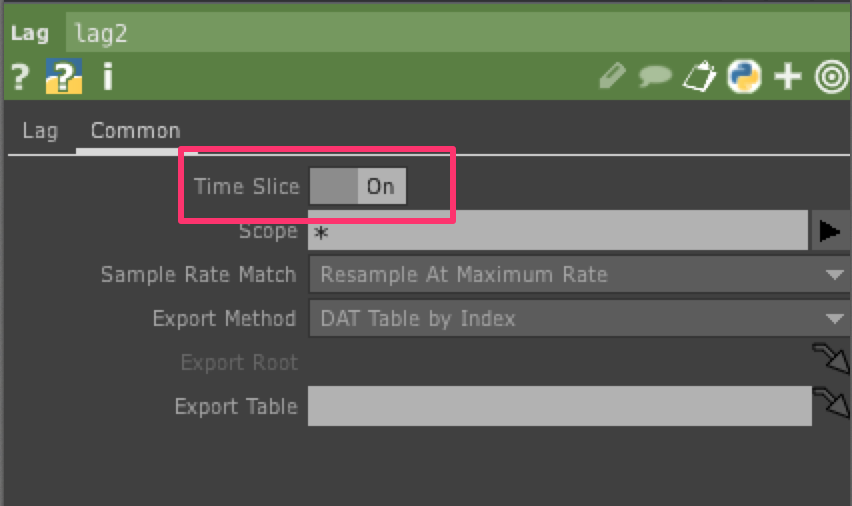 Lag lag2
? ? i
Lag Common
Time Slice On
Scope *
Sample Rate Match Resample At Maximum Rate
Export Method DAT Table by Index
Export Root
Export Table